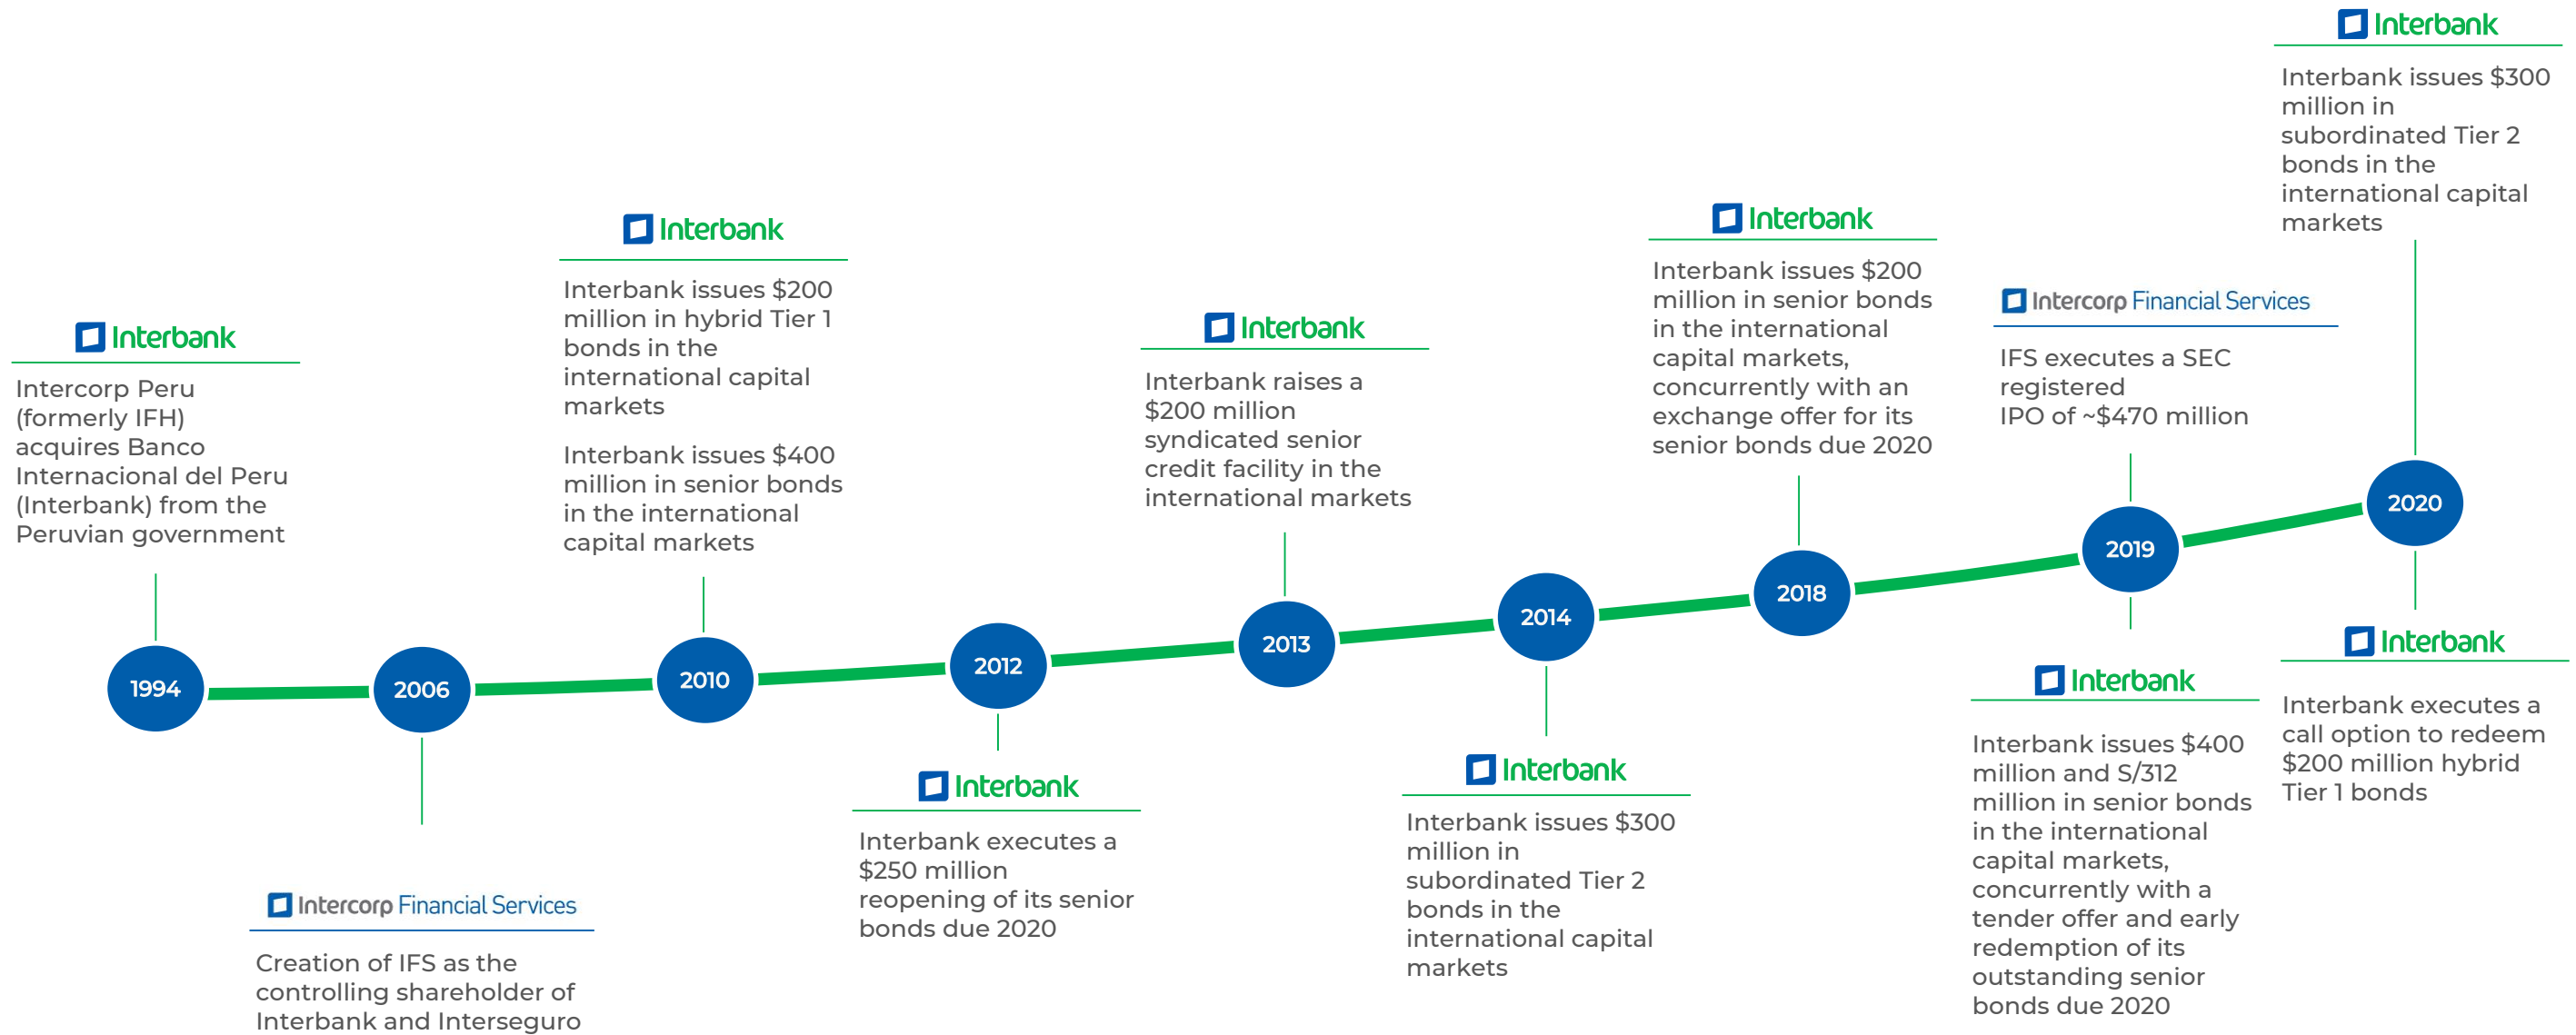 Interbank
Intercorp Peru
(formerly IFH)
acquires Banco
Internacional del Peru
(Interbank) from the
Peruvian government
1994
2006
Intercorp Financial Services
Creation of IFS as the
controlling shareholder of
Interbank and Interseguro
Interbank
Interbank issues $200
million in hybrid Tier 1
bonds in the
international capital
markets
Interbank issues $400
million in senior bonds
in the international
capital markets
2010
2012
Interbank
Interbank executes a
$250 million
reopening of its senior
bonds due 2020
Interbank
Interbank raises a
$200 million
syndicated senior
credit facility in the
international markets
2013
2014
Interbank
Interbank issues $300
million in
subordinated Tier 2
bonds in the
international capital
markets
Interbank
Interbank issues $200
million in senior bonds
in the international
capital markets,
concurrently with an
exchange offer for its
senior bonds due 2020
2018
Intercorp Financial Services
IFS executes a SEC
registered
IPO of ~$470 million
2019
Interbank
Interbank issues $400
million and S/312
million in senior bonds
in the international
capital markets,
concurrently with a
tender offer and early
redemption of its
outstanding senior
bonds due 2020
Interbank
Interbank issues $300
million in
subordinated Tier 2
bonds in the
international capital
markets
2020
Interbank
Interbank executes a
call option to redeem
$200 million hybrid
Tier 1 bonds